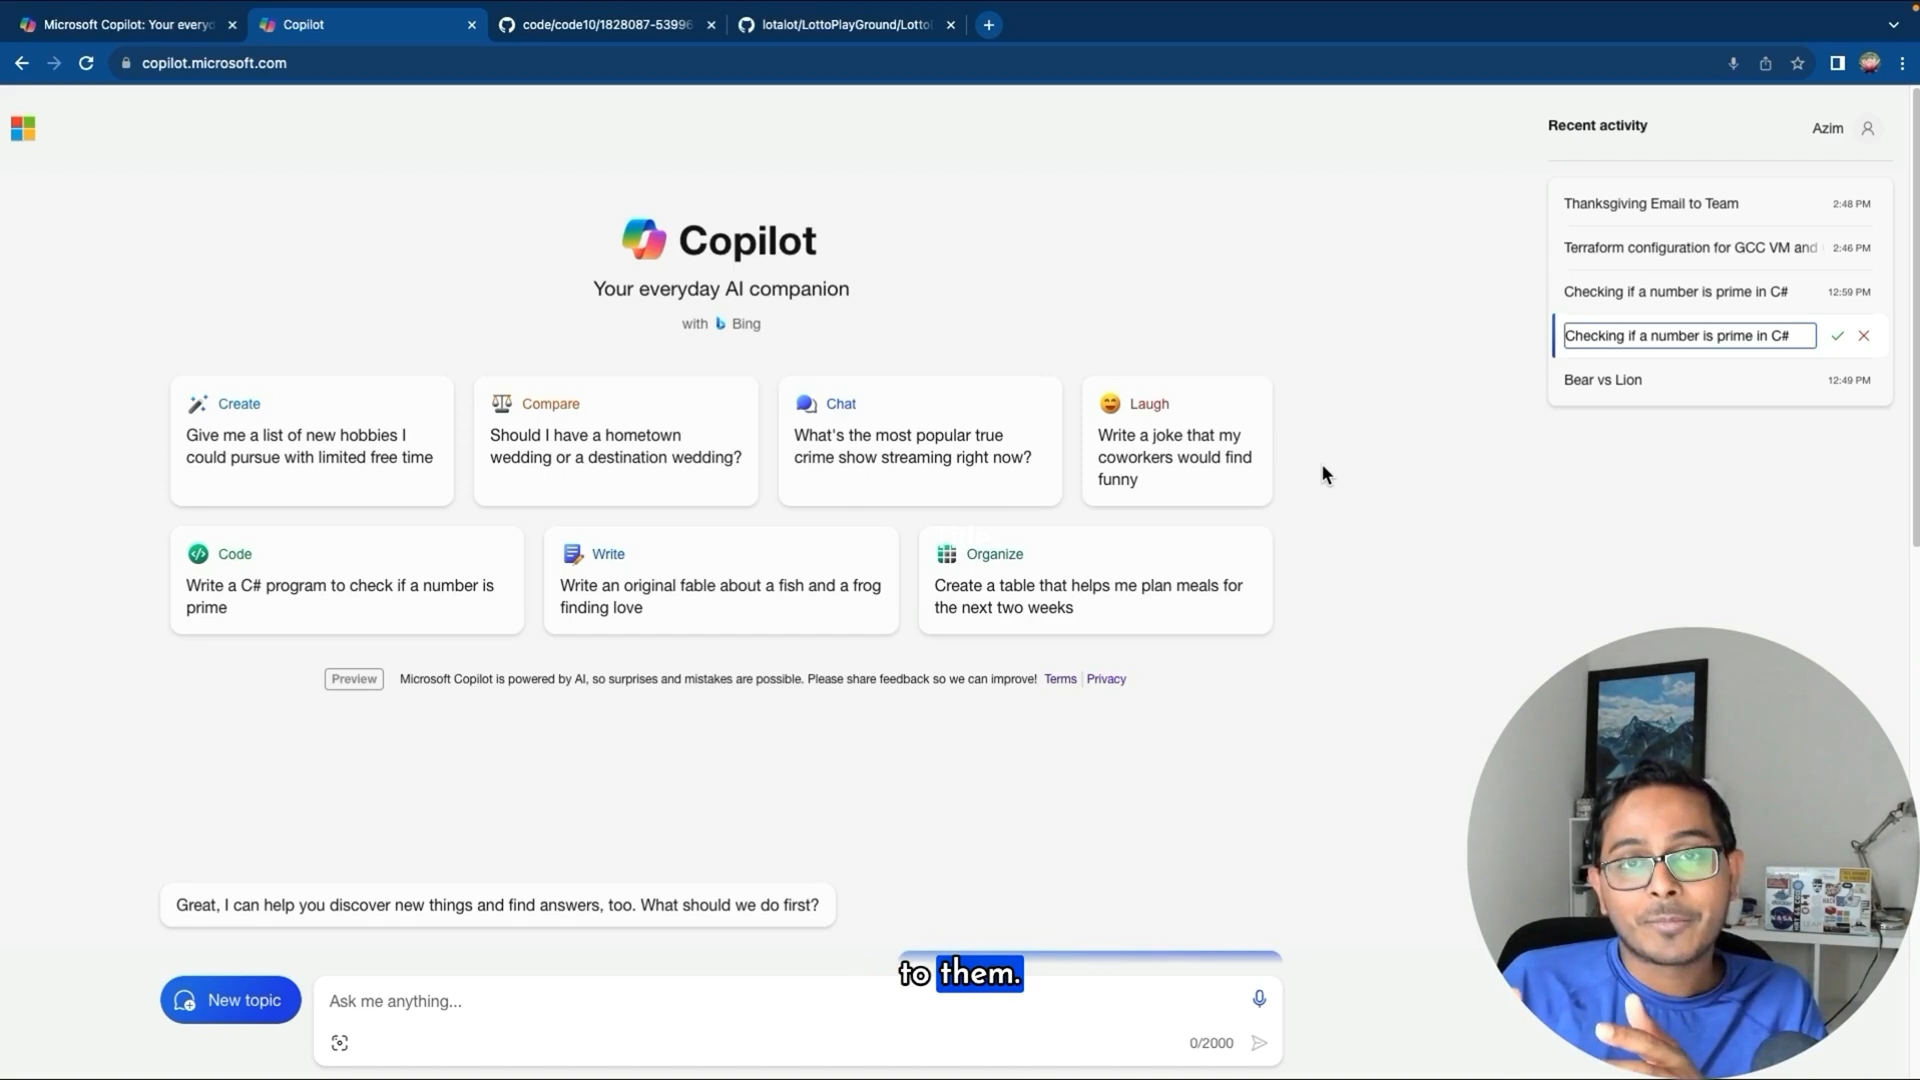 Microsoft Copilot: Your every
Copilot
code/code10/1828087-53996
lotalot/LottoPlayGround/Lotto
copilot.microsoft.com
Recent activity
Azim
Thanksgiving Email to Team
2:48 PM
Terraform configuration for GCC VM and
2:46 PM
Checking if a number is prime in C#
12:59 PM
Checking if a number is prime in C#
Bear vs Lion
12:49 PM
Copilot
Your everyday AI companion
with Bing
Create
Give me a list of new hobbies I
could pursue with limited free time
Compare
Should I have a hometown
wedding or a destination wedding?
Chat
What's the most popular true
crime show streaming right now?
Laugh
Write a joke that my
coworkers would find
funny
Code
Write a C# program to check if a number is
prime
Write
Write an original fable about a fish and a frog
finding love
Organize
Create a table that helps me plan meals for
the next two weeks
Preview
Microsoft Copilot is powered by AI, so surprises and mistakes are possible. Please share feedback so we can improve! Terms Privacy
Great, I can help you discover new things and find answers, too. What should we do first?
to them.
New topic
Ask me anything...
0/2000
NASA